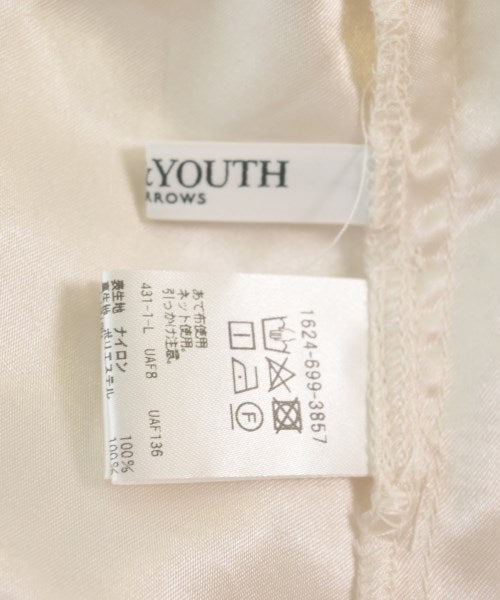 &YOUTH
RROWS
1624-699-3857
F
あて布使用
ネット使用。
引っかけ注意。
431-1-L UAF8 UAF136
表生地 ナイロン 100%
裏生地 ポリエステル 100%